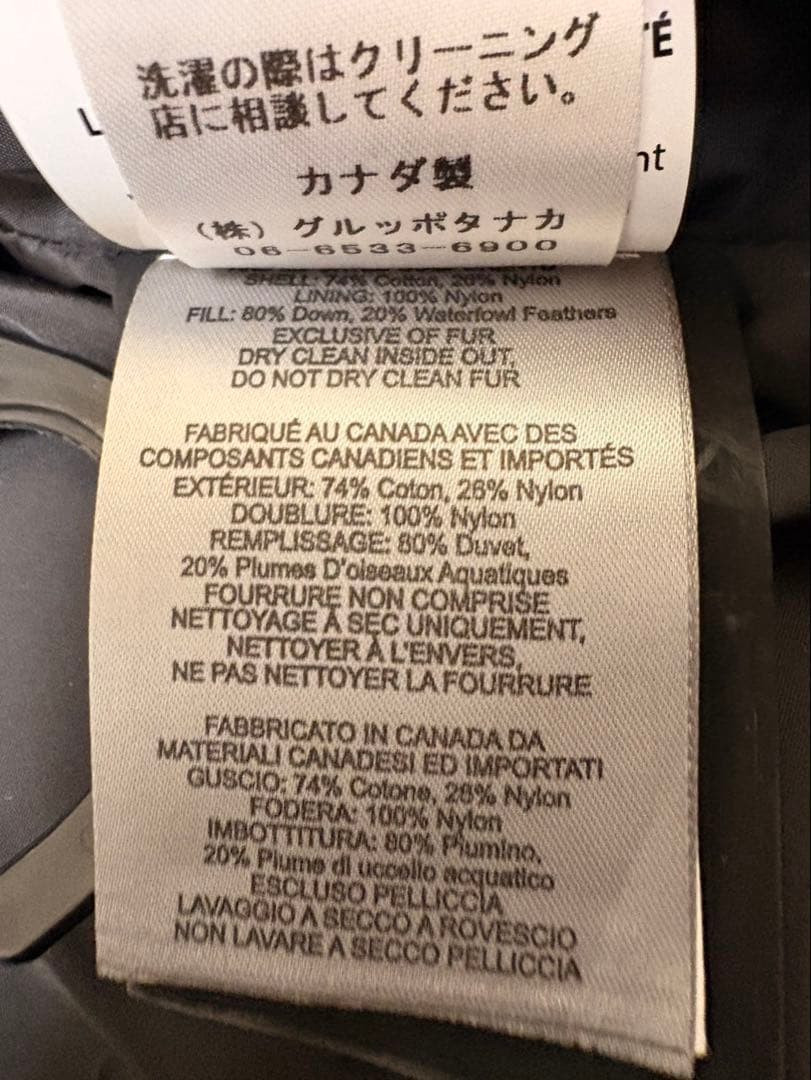 洗濯の際はクリーニング
店に相談してください。
カナダ製
(株) グルッポタナカ
06-6533-6900
TÉ
L
nt
SHELL: 74% Cotton, 26% Nylon
LINING: 100% Nylon
FILL: 80% Down, 20% Waterfowl Feathers
EXCLUSIVE OF FUR
DRY CLEAN INSIDE OUT,
DO NOT DRY CLEAN FUR
FABRIQUÉ AU CANADA AVEC DES
COMPOSANTS CANADIENS ET IMPORTÉS
EXTÉRIEUR: 74% Coton, 26% Nylon
DOUBLURE: 100% Nylon
REMPLISSAGE: 80% Duvet,
20% Plumes D'oiseaux Aquatiques
FOURRURE NON COMPRISE
NETTOYAGE À SEC UNIQUEMENT,
NETTOYER À L'ENVERS,
NE PAS NETTOYER LA FOURRURE
FABBRICATO IN CANADA DA
MATERIALI CANADESI ED IMPORTATI
GUSCIO: 74% Cotone, 26% Nylon
FODERA: 100% Nylon
IMBOTTITURA: 80% Piumino,
20% Piume di uccello acquatico
ESCLUSO PELLICCIA
LAVAGGIO A SECCO A ROVESCIO
NON LAVARE A SECCO PELLICCIA